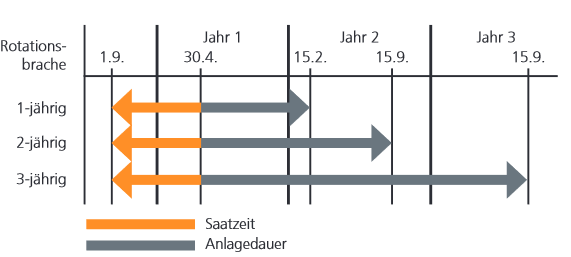 Jahr 1 Jahr 2 Jahr 3
Rotations-
brache
1.9. 30.4. 15.2. 15.9. 15.9.
1-jährig
2-jährig
3-jährig
Saatzeit
Anlagedauer